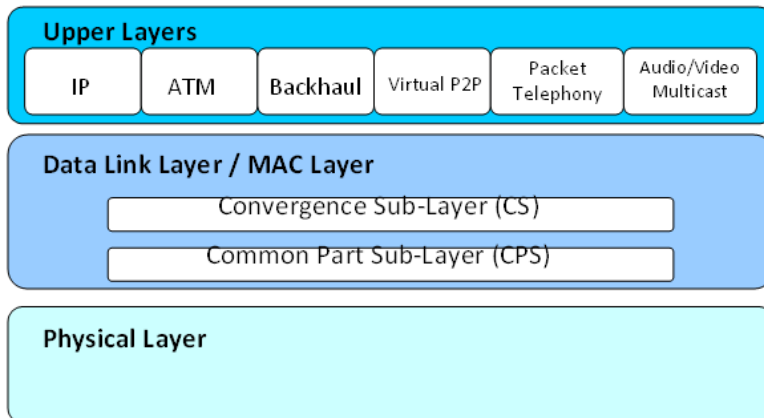 Upper Layers
IP
ATM
Backhaul
Virtual P2P
Packet
Telephony
Audio/Video
Multicast
Data Link Layer / MAC Layer
Convergence Sub-Layer (CS)
Common Part Sub-Layer (CPS)
Physical Layer